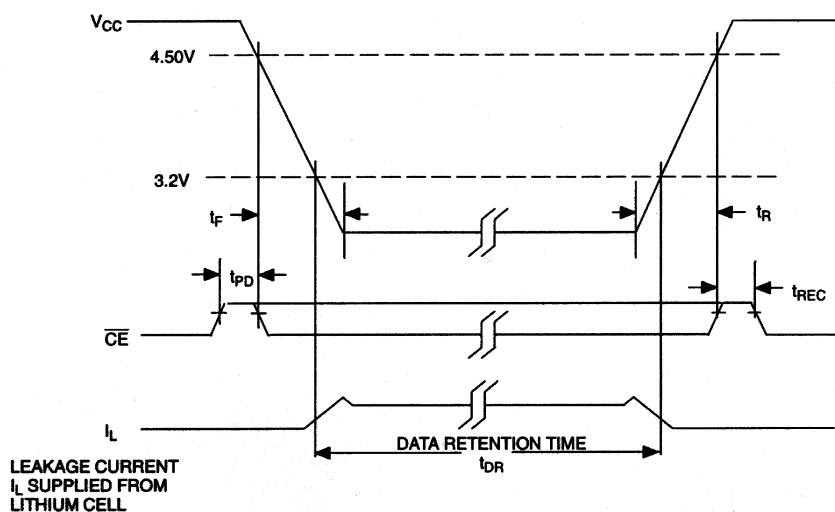 VCC
4.50V
3.2V
tF
tR
tPD
tREC
CE
IL
DATA RETENTION TIME
tDR
LEAKAGE CURRENT
IL SUPPLIED FROM
LITHIUM CELL